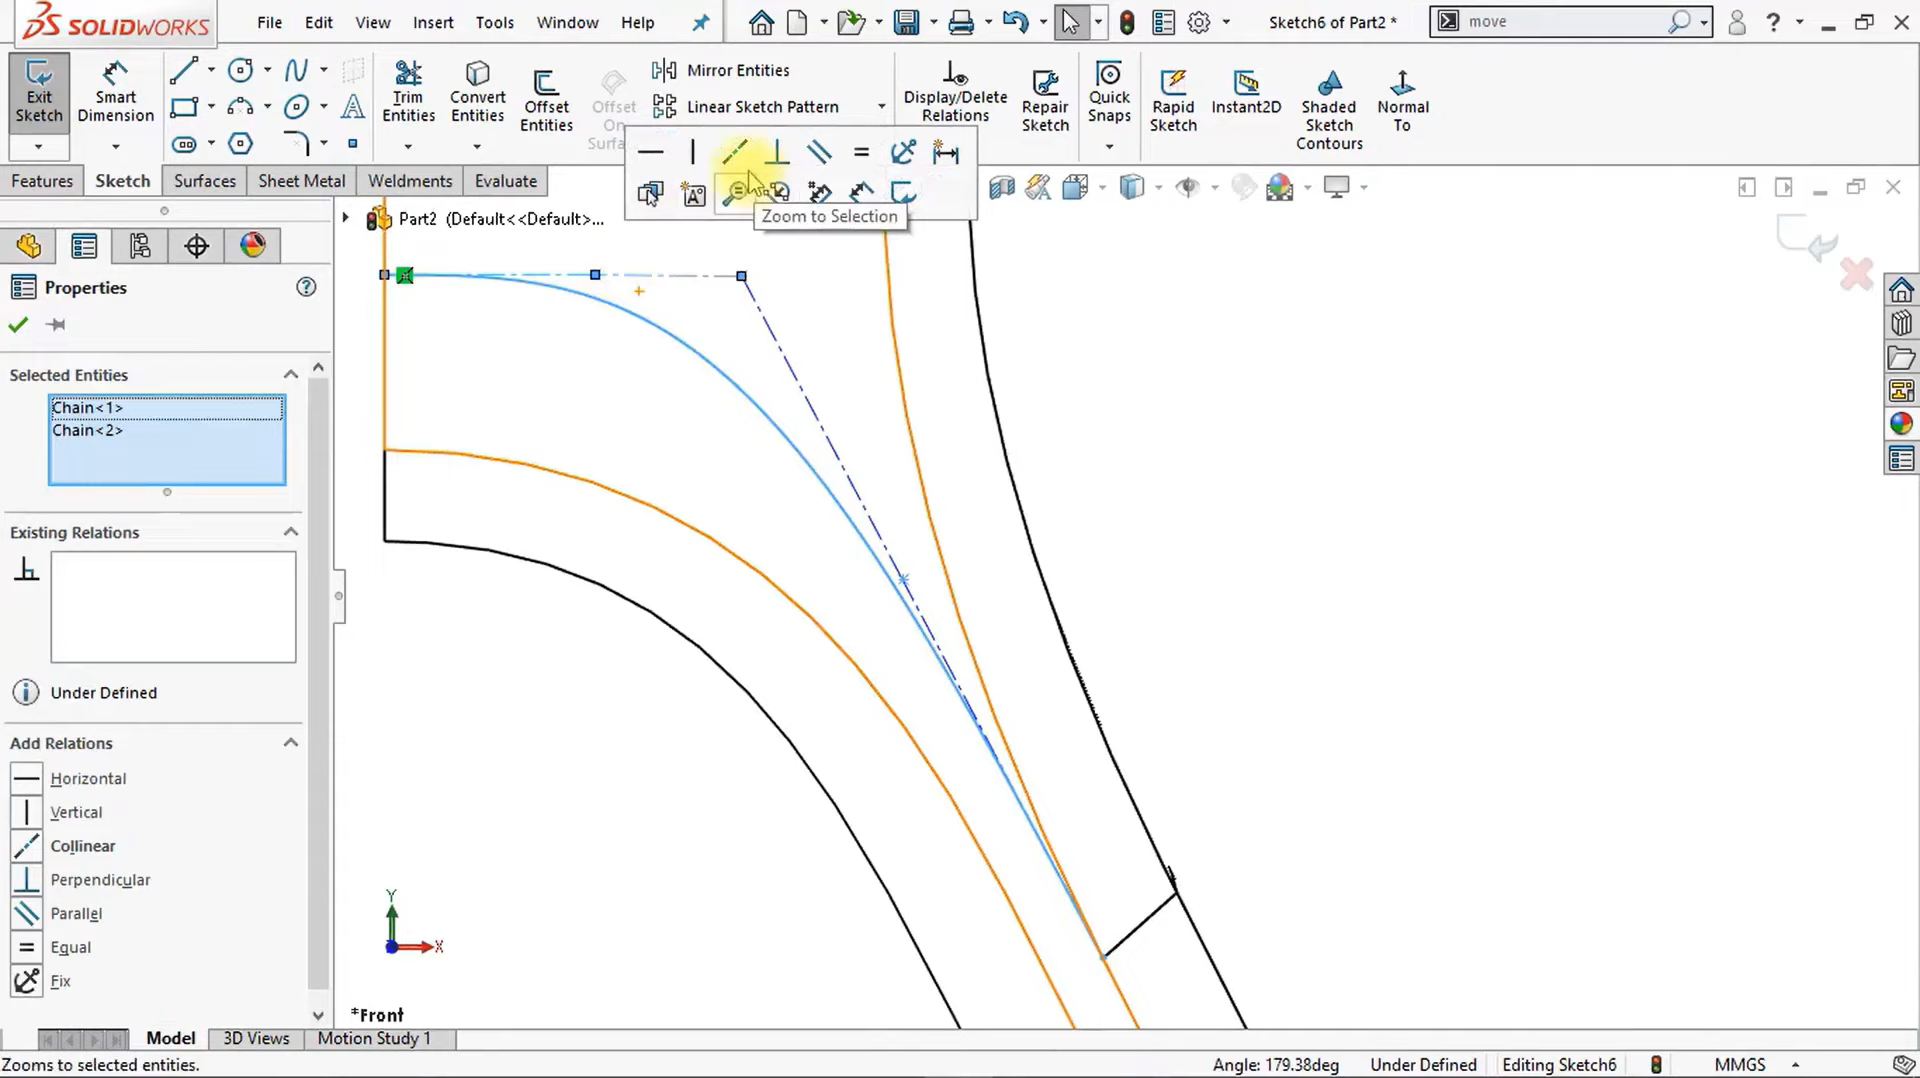 SOLIDWORKS
File Edit View Insert Tools Window Help
Sketch6 of Part2 *
move
Exit Sketch
Smart Dimension
Trim Entities
Convert Entities
Offset Entities
Offset On
Mirror Entities
Linear Sketch Pattern
Display/Delete Relations
Repair Sketch
Quick Snaps
Rapid Sketch
Instant2D
Shaded Sketch Contours
Normal To
Features Sketch Surfaces Sheet Metal Weldments Evaluate
Zoom to Selection
Part2 (Default<<Default>...
Properties
Selected Entities
Chain<1>
Chain<2>
Existing Relations
Under Defined
Add Relations
Horizontal
Vertical
Collinear
Perpendicular
Parallel
Equal
Fix
Y
X
*Front
Model 3D Views Motion Study 1
Zooms to selected entities.
Angle: 179.38deg Under Defined Editing Sketch6 MMGS